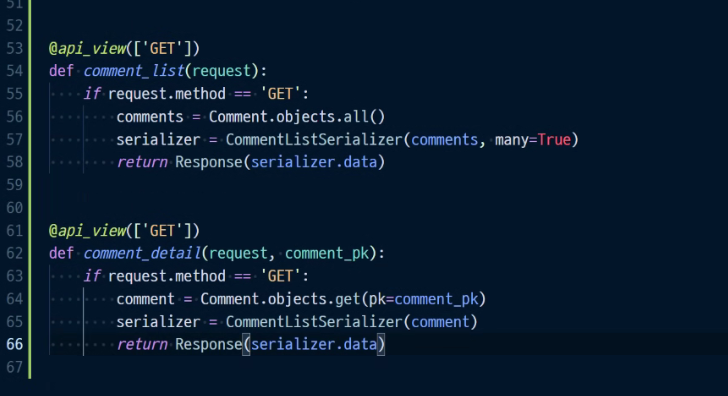 51
52
53 @api_view(['GET'])
54 def comment_list(request):
55     if request.method == 'GET':
56         comments = Comment.objects.all()
57         serializer = CommentListSerializer(comments, many=True)
58         return Response(serializer.data)
59
60
61 @api_view(['GET'])
62 def comment_detail(request, comment_pk):
63     if request.method == 'GET':
64         comment = Comment.objects.get(pk=comment_pk)
65         serializer = CommentListSerializer(comment)
66         return Response(serializer.data)
67